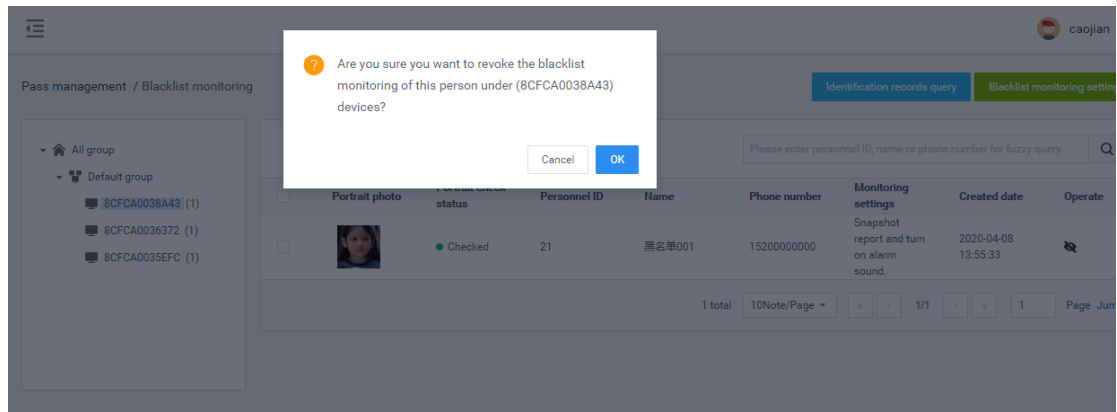 caojian
Are you sure you want to revoke the blacklist
monitoring of this person under (8CFCA0038A43)
devices?
Cancel
OK
Pass management / Blacklist monitoring
Identification records query
Blacklist monitoring setting
All group
Default group
8CFCA0038A43 (1)
8CFCA0036372 (1)
8CFCA0035EFC (1)
Please enter personnel ID, name or phone number for fuzzy query.
Portrait photo
Portrait check
status
Personnel ID
Name
Phone number
Monitoring
settings
Created date
Operate
Checked
21
黑名单001
15200000000
Snapshot
report and turn
on alarm
sound.
2020-04-08
13:55:33
1 total
10Note/Page
1/1
1
Page Jum